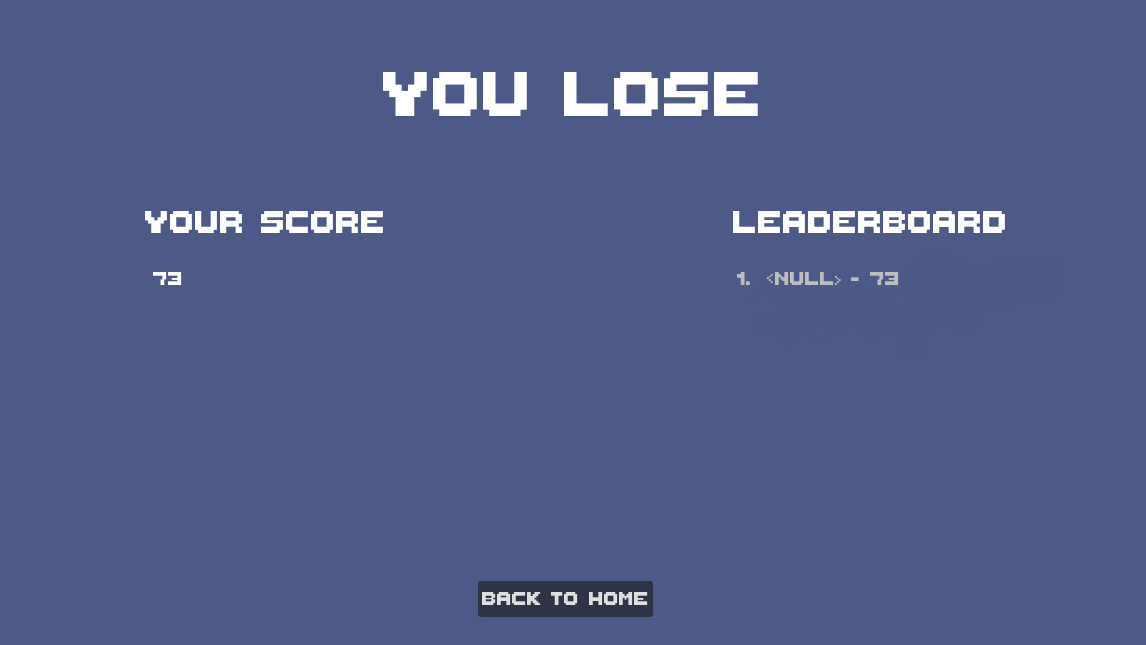 YOU LOSE
YOUR SCORE
73
LEADERBOARD
1. <NULL> - 73
BACK TO HOME